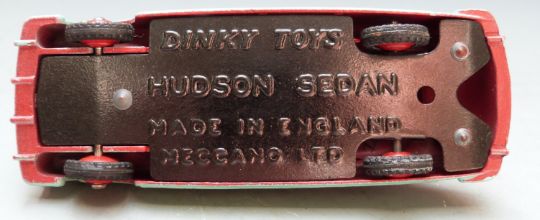 DINKY TOYS
HUDSON SEDAN
MADE IN ENGLAND
MECCANO LTD